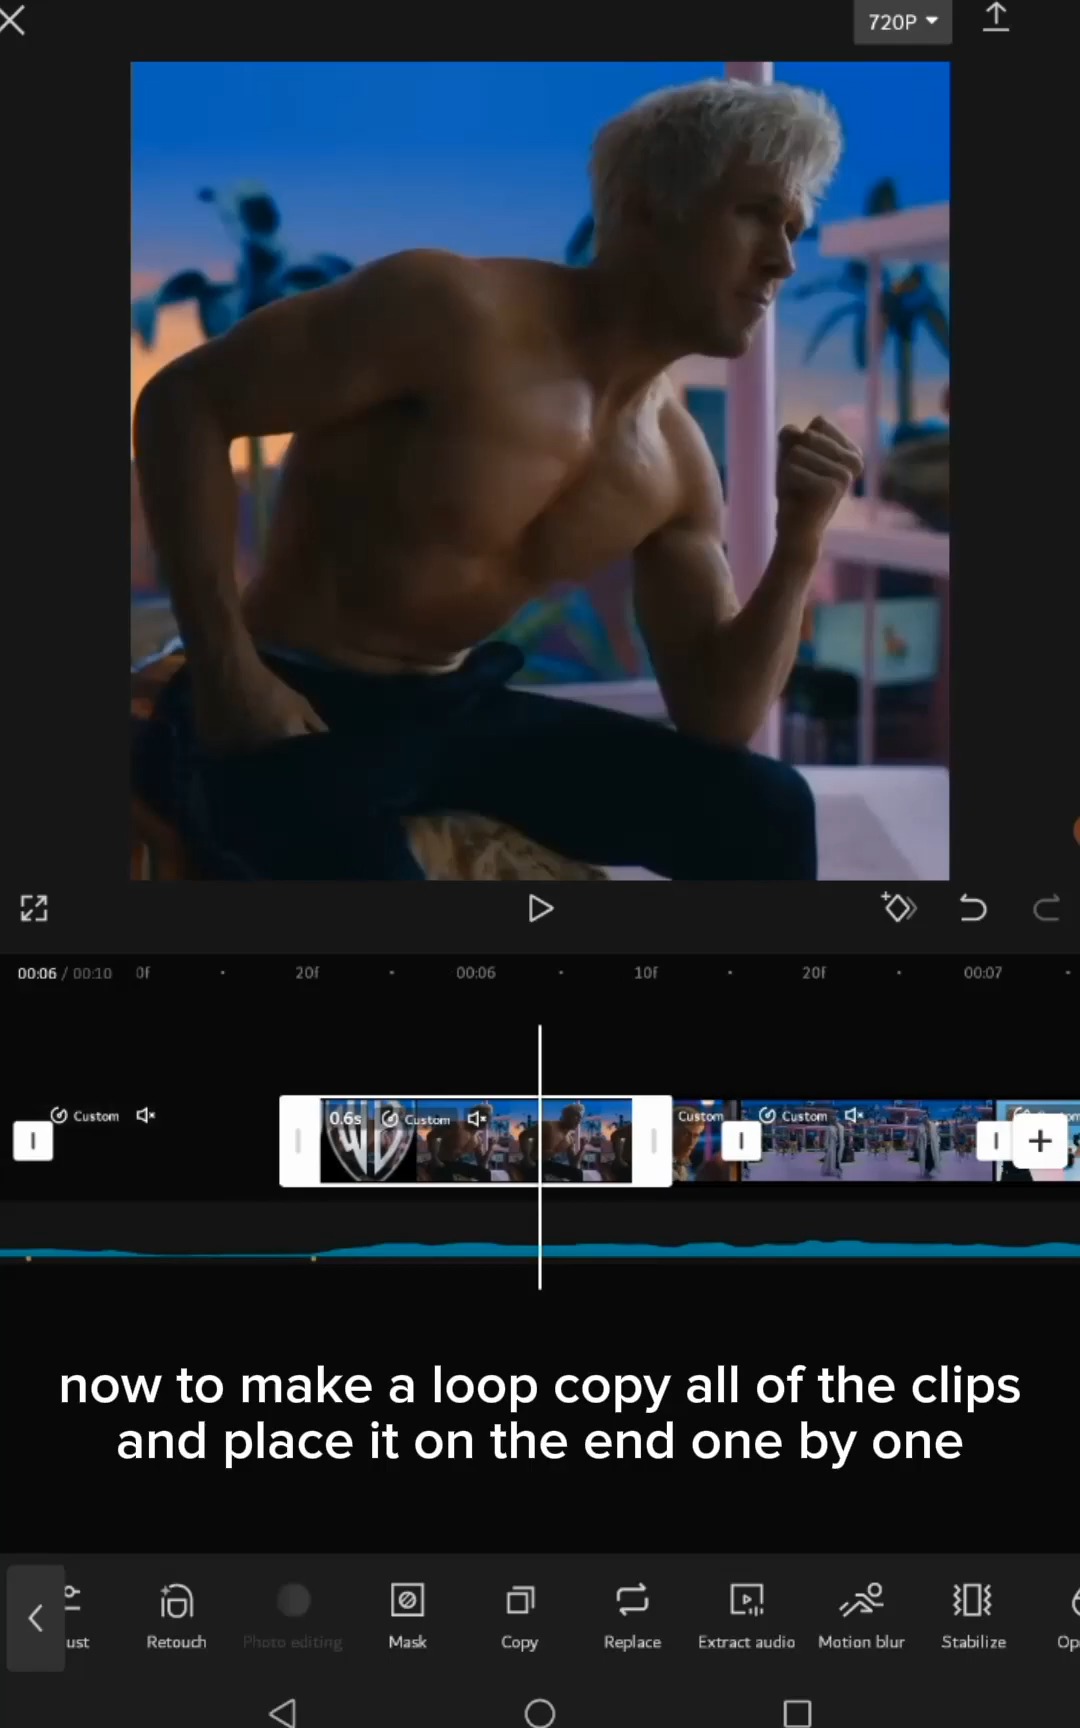 720P
00:06 / 00:10 0f 20f 00:06 10f 20f 00:07
Custom
0.6s Custom
Custom
Custom
now to make a loop copy all of the clips
and place it on the end one by one
ust Retouch Photo editing Mask Copy Replace Extract audio Motion blur Stabilize Op